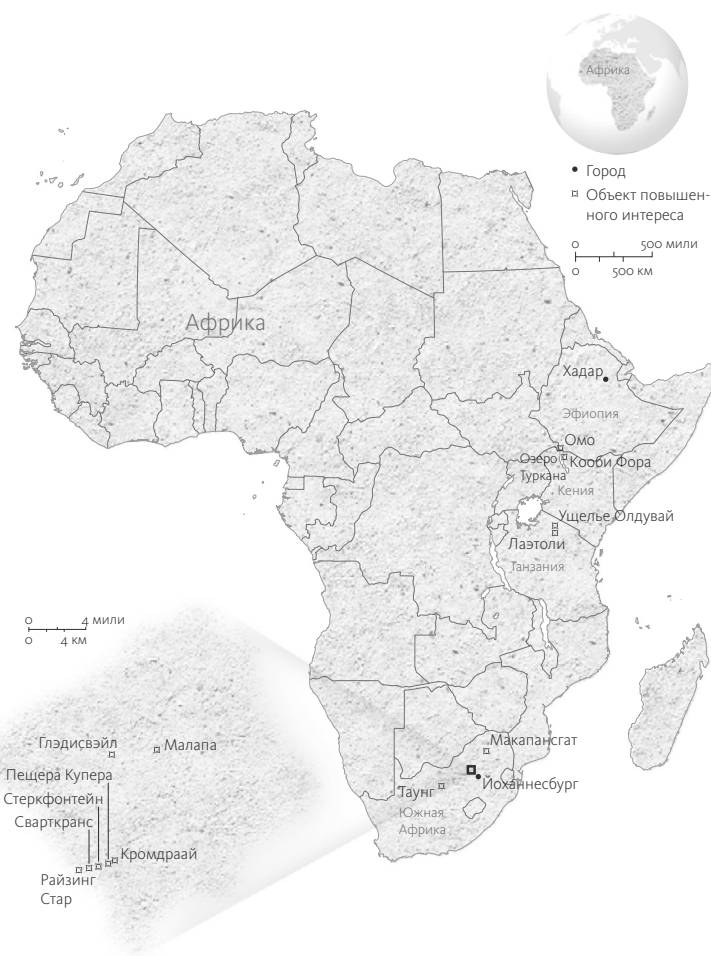 Африка
Город
Объект повышен-
ного интереса
0 500 мили
0 500 км
Африка
Хадар
Эфиопия
Омо
Озеро
Туркана
Кооби Фора
Кения
Ущелье Олдувай
Лаэтоли
Танзания
0 4 мили
0 4 км
Глэдисвэйл
Малапа
Пещера Купера
Стеркфонтейн
Сварткранс
Кромдраай
Райзинг
Стар
Макапансгат
Йоханнесбург
Таунг
Южная
Африка